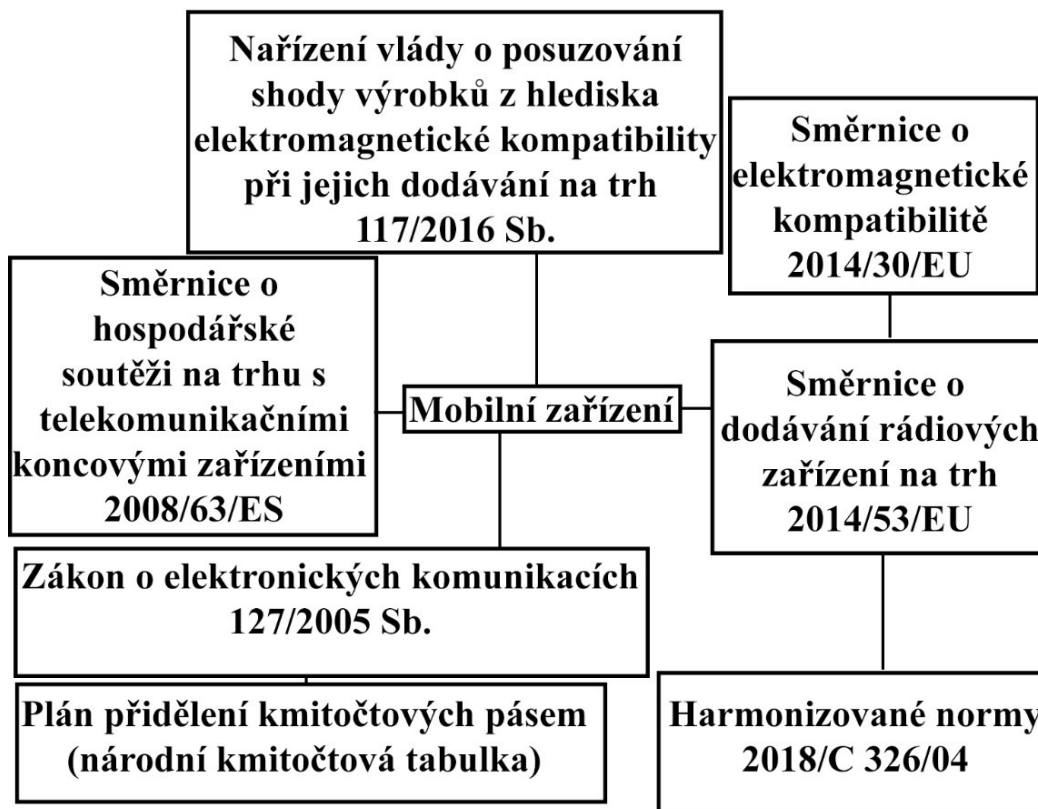 Nařízení vlády o posuzování
shody výrobků z hlediska
elektromagnetické kompatibility
při jejich dodávání na trh
117/2016 Sb.
Směrnice o
elektromagnetické
kompatibilitě
2014/30/EU
Směrnice o
hospodářské
soutěži na trhu s
telekomunikačními
koncovými zařízeními
2008/63/ES
Mobilní zařízení
Směrnice o
dodávání rádiových
zařízení na trh
2014/53/EU
Zákon o elektronických komunikacích
127/2005 Sb.
Plán přidělení kmitočtových pásem
(národní kmitočtová tabulka)
Harmonizované normy
2018/C 326/04